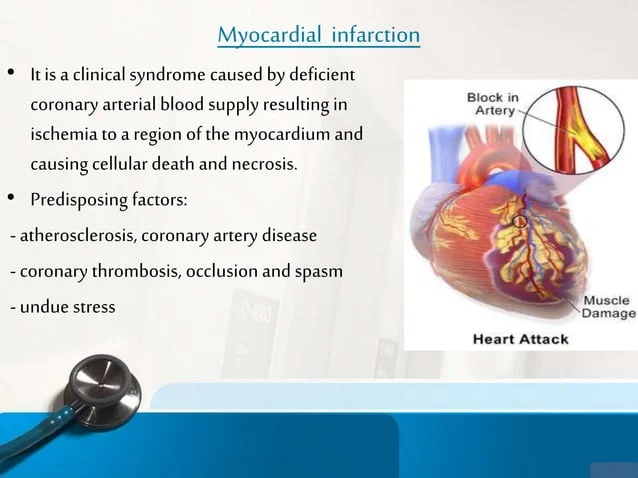 Myocardial infarction
• It is a clinical syndrome caused by deficient
coronary arterial blood supply resulting in
ischemia to a region of the myocardium and
causing cellular death and necrosis.
• Predisposing factors:
- atherosclerosis, coronary artery disease
- coronary thrombosis, occlusion and spasm
- undue stress
Block in
Artery
Muscle
Damage
Heart Attack